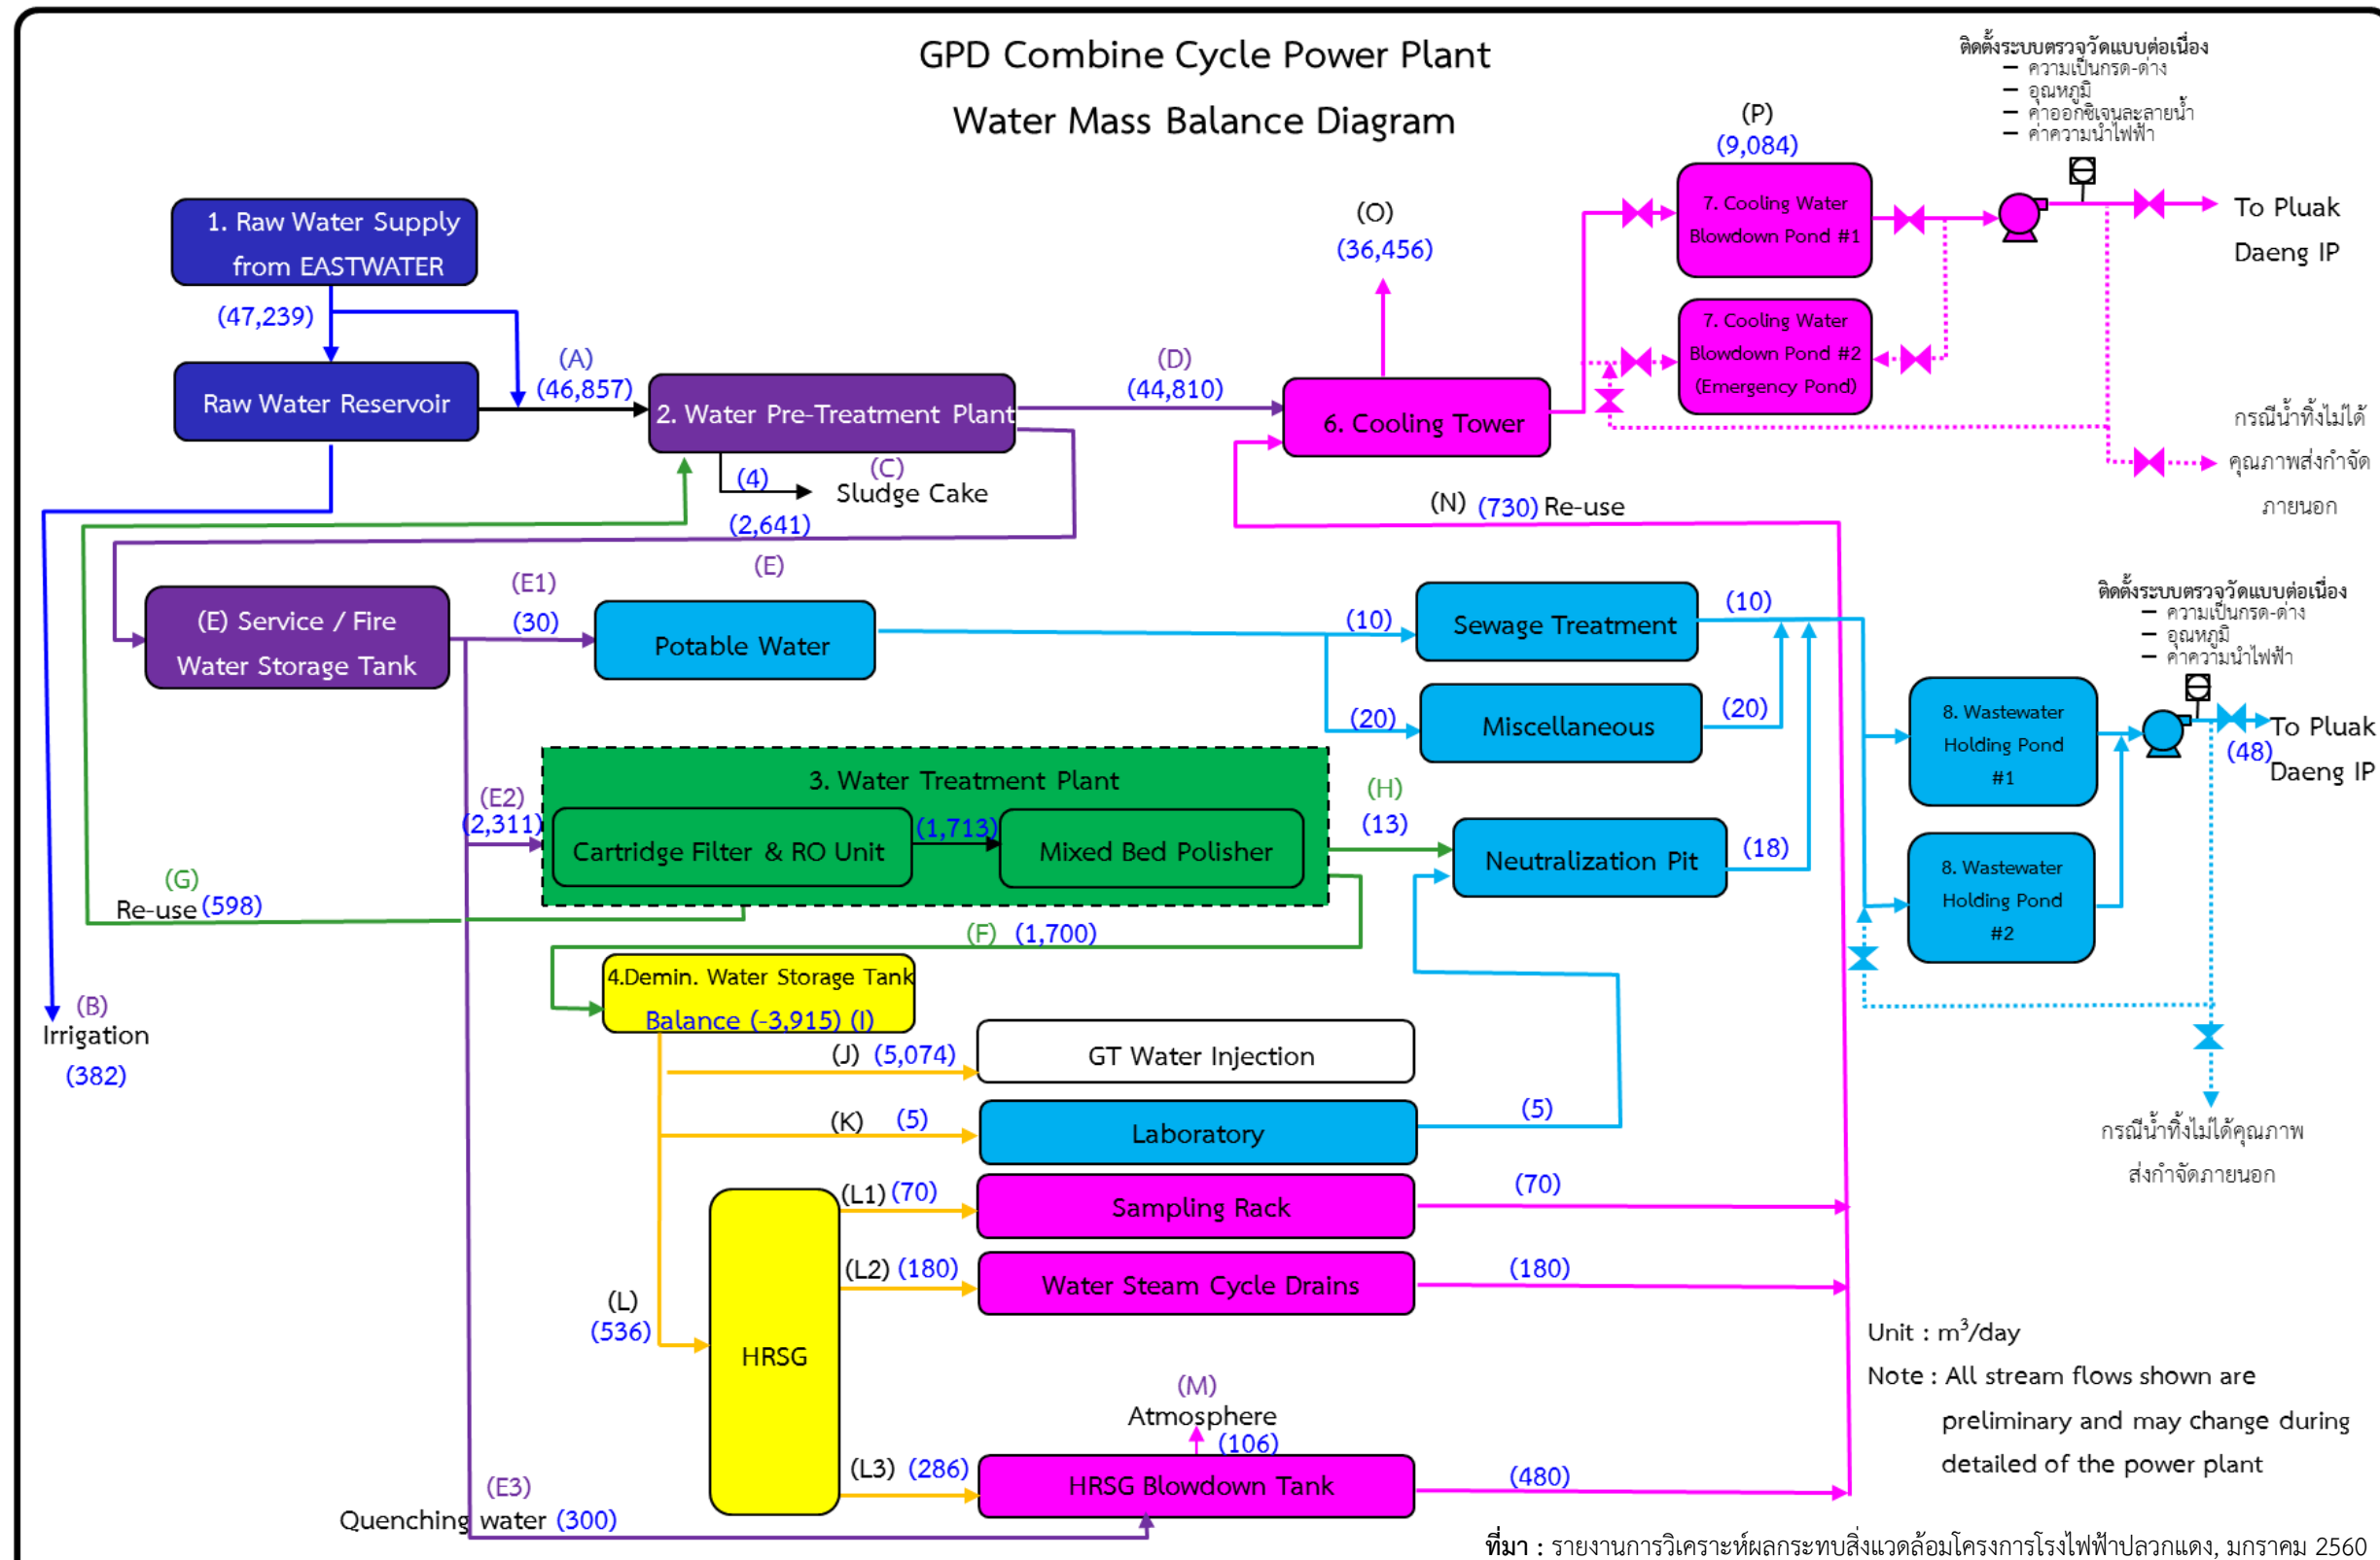 GPD Combine Cycle Power Plant
Water Mass Balance Diagram
ติดตั้งระบบตรวจวัดแบบต่อเนื่อง
– ความเป็นกรด-ด่าง
– อุณหภูมิ
– ค่าออกซิเจนละลายน้ำ
– ค่าความนำไฟฟ้า
(P)
(9,084)
7. Cooling Water
Blowdown Pond #1
To Pluak
Daeng IP
(O)
(36,456)
1. Raw Water Supply
from EASTWATER
(47,239)
7. Cooling Water
Blowdown Pond #2
(Emergency Pond)
Raw Water Reservoir
(A)
(46,857)
2. Water Pre-Treatment Plant
(D)
(44,810)
6. Cooling Tower
กรณีน้ำทิ้งไม่ได้
คุณภาพส่งกำจัด
ภายนอก
(C)
(4)
Sludge Cake
(2,641)
(E)
(N) (730) Re-use
(E) Service / Fire
Water Storage Tank
(E1)
(30)
Potable Water
(10)
Sewage Treatment
(10)
ติดตั้งระบบตรวจวัดแบบต่อเนื่อง
– ความเป็นกรด-ด่าง
– อุณหภูมิ
– ค่าความนำไฟฟ้า
(20)
Miscellaneous
(20)
8. Wastewater
Holding Pond
#1
To Pluak
(48)
Daeng IP
3. Water Treatment Plant
(E2)
(2,311)
Cartridge Filter & RO Unit
(1,713)
Mixed Bed Polisher
(H)
(13)
Neutralization Pit
(18)
8. Wastewater
Holding Pond
#2
(G)
Re-use (598)
(F) (1,700)
4.Demin. Water Storage Tank
Balance (-3,915) (I)
(B)
Irrigation
(382)
(J) (5,074)
GT Water Injection
(K) (5)
Laboratory
(5)
กรณีน้ำทิ้งไม่ได้คุณภาพ
ส่งกำจัดภายนอก
(L1) (70)
Sampling Rack
(70)
(L2) (180)
Water Steam Cycle Drains
(180)
(L)
(536)
HRSG
Unit : m³/day
Note : All stream flows shown are
preliminary and may change during
detailed of the power plant
(M)
Atmosphere
(106)
(L3) (286)
HRSG Blowdown Tank
(480)
(E3)
Quenching water (300)
ที่มา : รายงานการวิเคราะห์ผลกระทบสิ่งแวดล้อมโครงการโรงไฟฟ้าปลวกแดง, มกราคม 2560